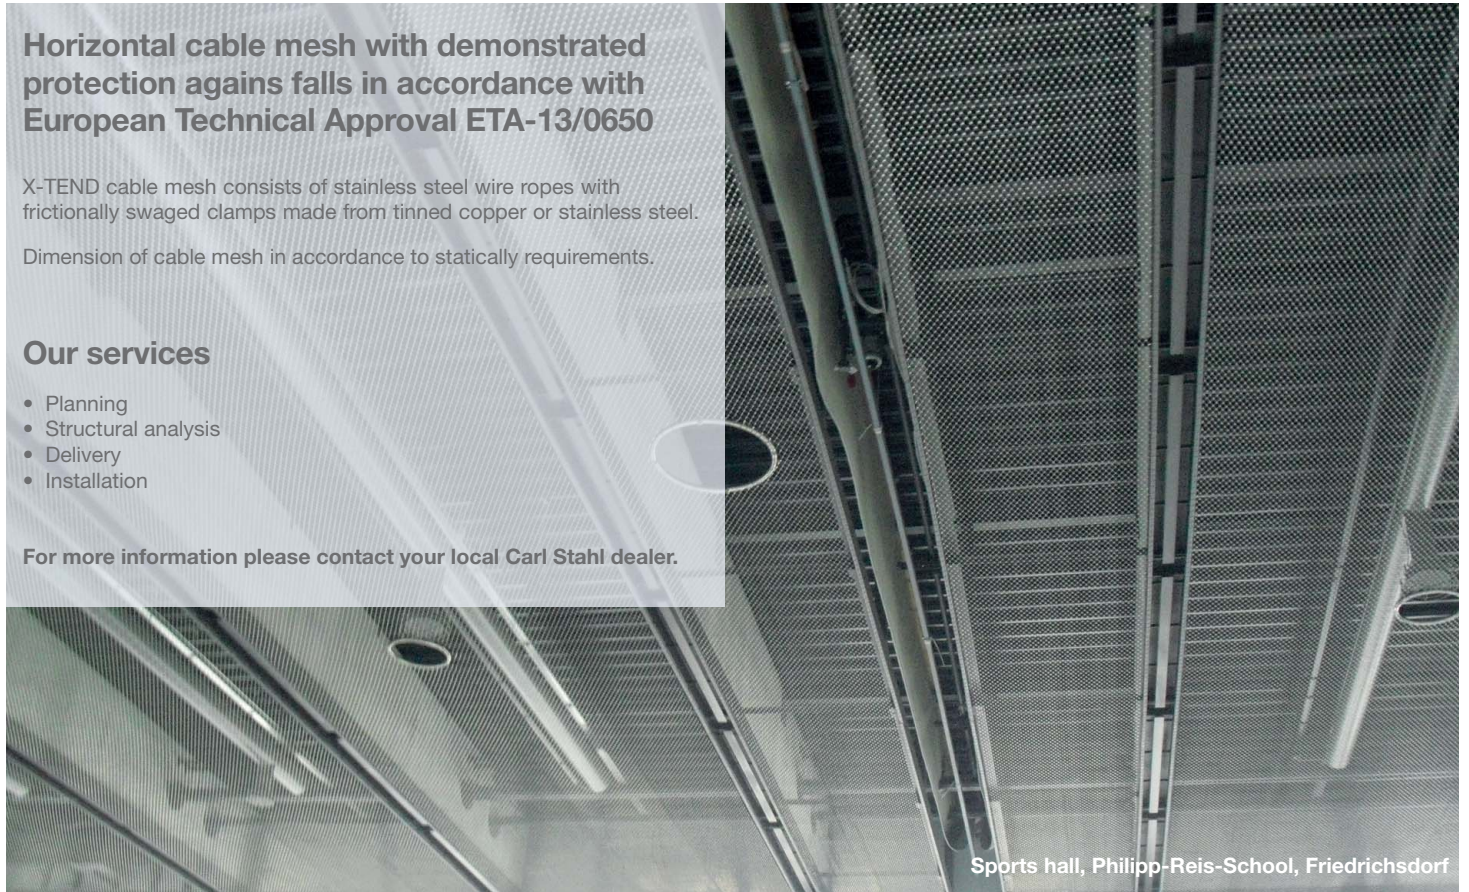 Horizontal cable mesh with demonstrated
protection agains falls in accordance with
European Technical Approval ETA-13/0650
X-TEND cable mesh consists of stainless steel wire ropes with
frictionally swaged clamps made from tinned copper or stainless steel.
Dimension of cable mesh in accordance to statically requirements.
Our services
• Planning
• Structural analysis
• Delivery
• Installation
For more information please contact your local Carl Stahl dealer.
Sports hall, Philipp-Reis-School, Friedrichsdorf